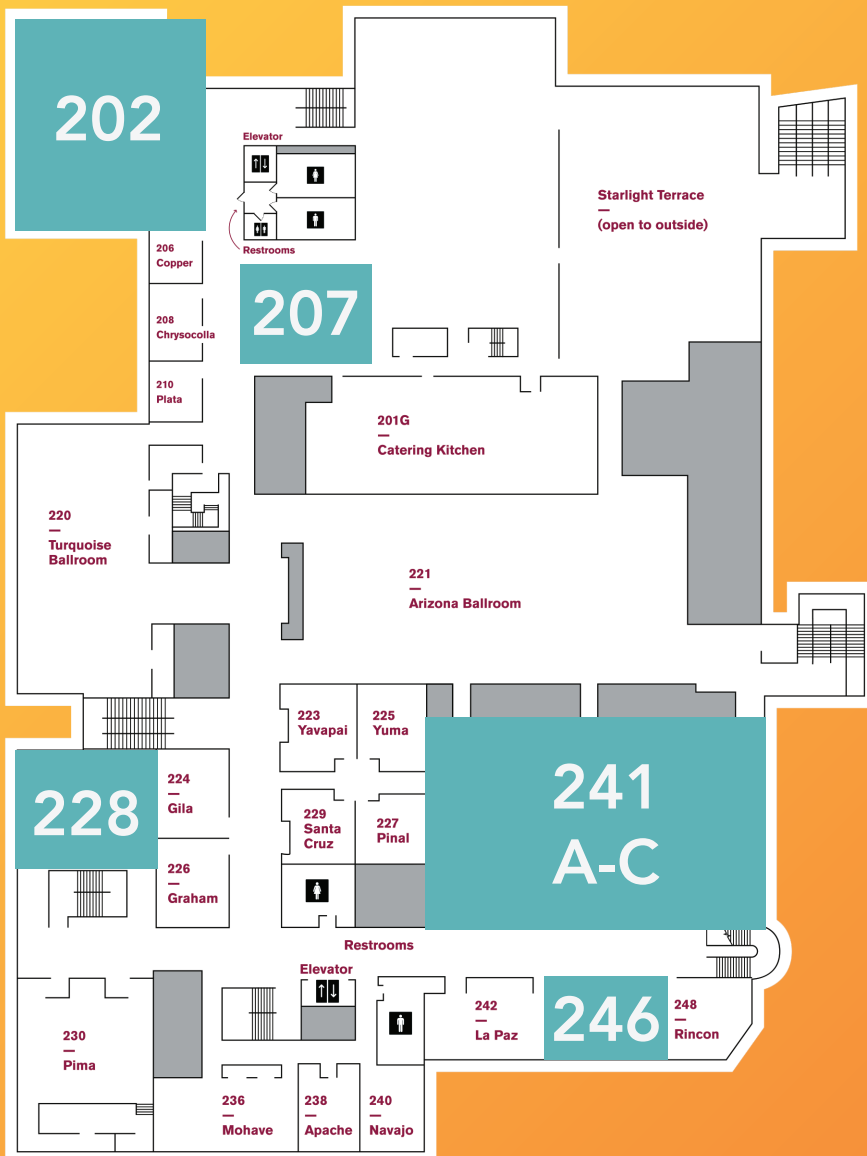 202
Elevator
Restrooms
Starlight Terrace
—
(open to outside)
206
Copper
207
208
Chrysocolla
210
Plata
201G
—
Catering Kitchen
220
—
Turquoise
Ballroom
221
—
Arizona Ballroom
223
Yavapai
225
Yuma
241
A-C
228
224
—
Gila
229
Santa
Cruz
227
Pinal
226
—
Graham
Restrooms
Elevator
242
—
La Paz
246
248
—
Rincon
230
—
Pima
236
—
Mohave
238
—
Apache
240
—
Navajo